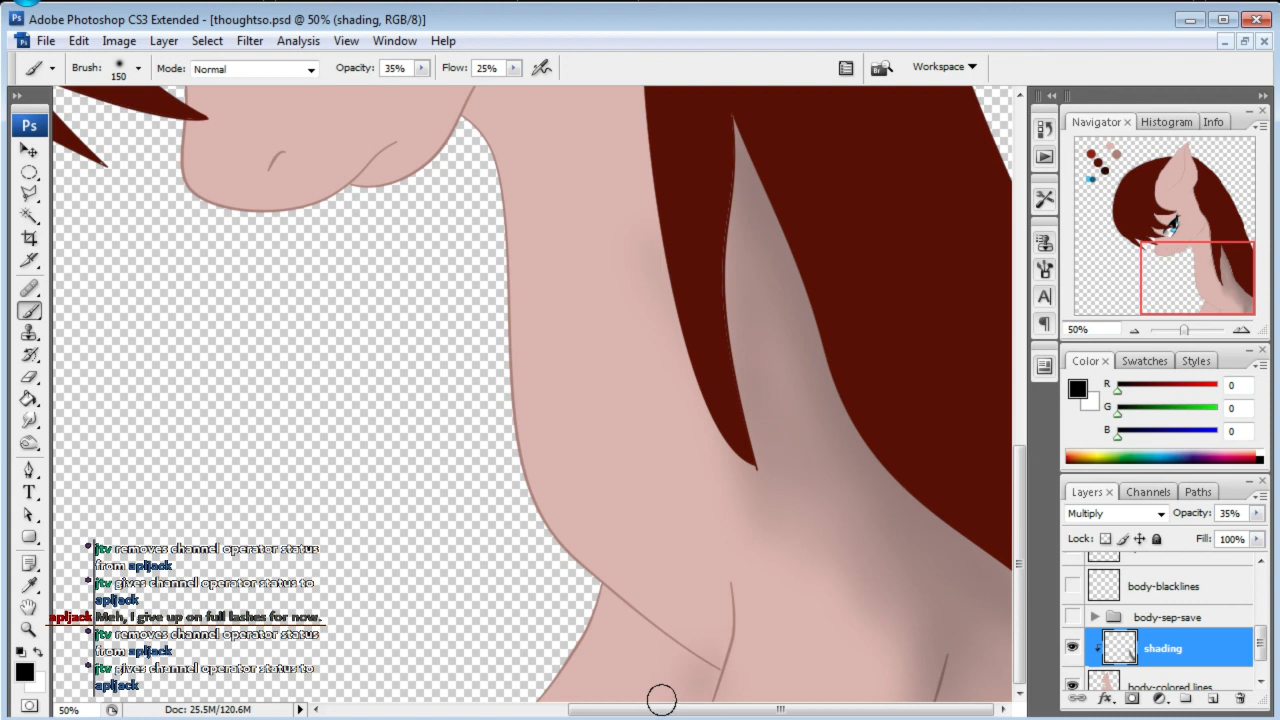 Adobe Photoshop CS3 Extended - [thoughtso.psd @ 50% (shading, RGB/8)]
File Edit Image Layer Select Filter Analysis View Window Help
Brush: 150 Mode: Normal Opacity: 35% Flow: 25% Br Workspace
Ps
Navigator Histogram Info
50%
Color Swatches Styles
R 0
G 0
B 0
Layers Channels Paths
Multiply Opacity: 35%
Lock: Fill: 100%
body-blacklines
body-sep-save
shading
body-colored lines
* jtv removes channel operator status
from apljack
* jtv gives channel operator status to
apljack
apljack Meh, I give up on full lashes for now.
* jtv removes channel operator status
from apljack
* jtv gives channel operator status to
apljack
50% Doc: 25.5M/120.6M